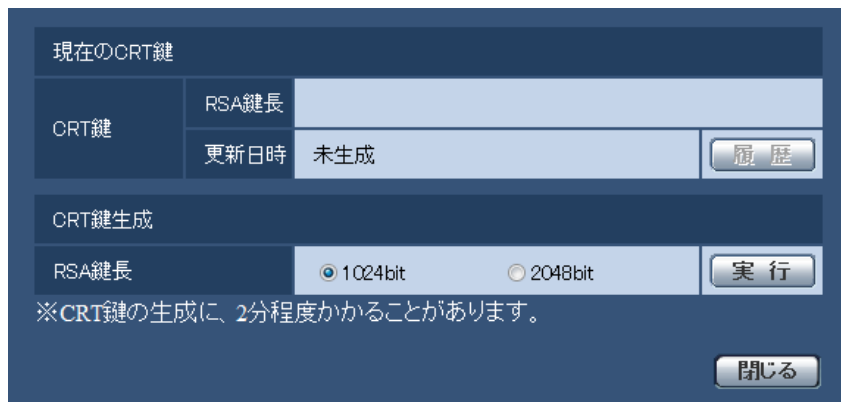 現在のCRT鍵
CRT鍵
RSA鍵長
更新日時 未生成 履 歴
CRT鍵生成
RSA鍵長 1024bit 2048bit 実 行
※CRT鍵の生成に、2分程度かかることがあります。
閉じる